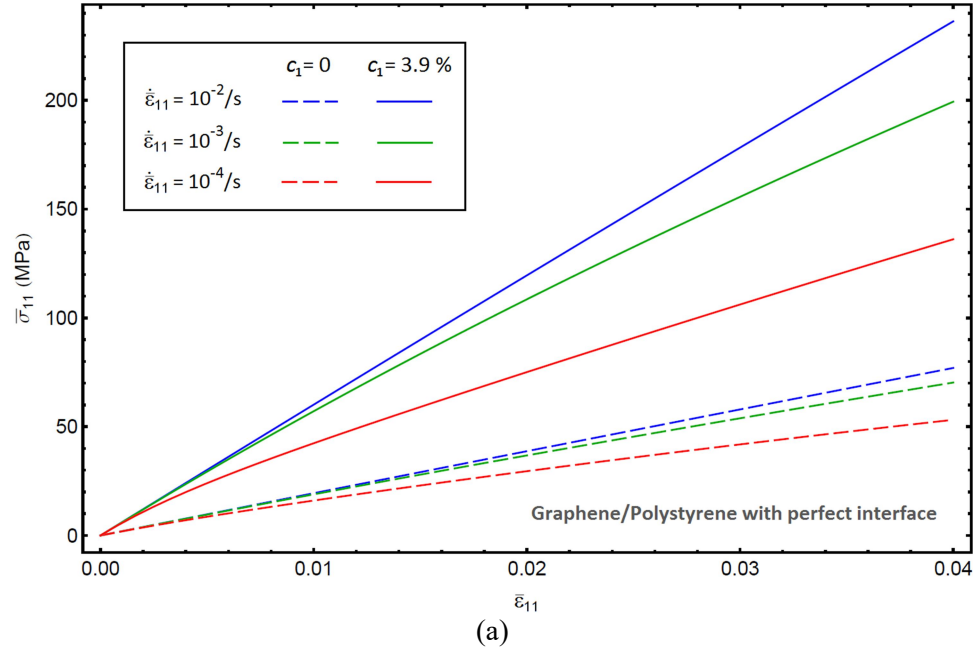 c₁= 0 c₁= 3.9 %
ε̄̇₁₁ = 10⁻²/s
ε̄̇₁₁ = 10⁻³/s
ε̄̇₁₁ = 10⁻⁴/s
200
150
100
50
0
σ̄₁₁ (MPa)
Graphene/Polystyrene with perfect interface
0.00 0.01 0.02 0.03 0.04
ε̄₁₁
(a)